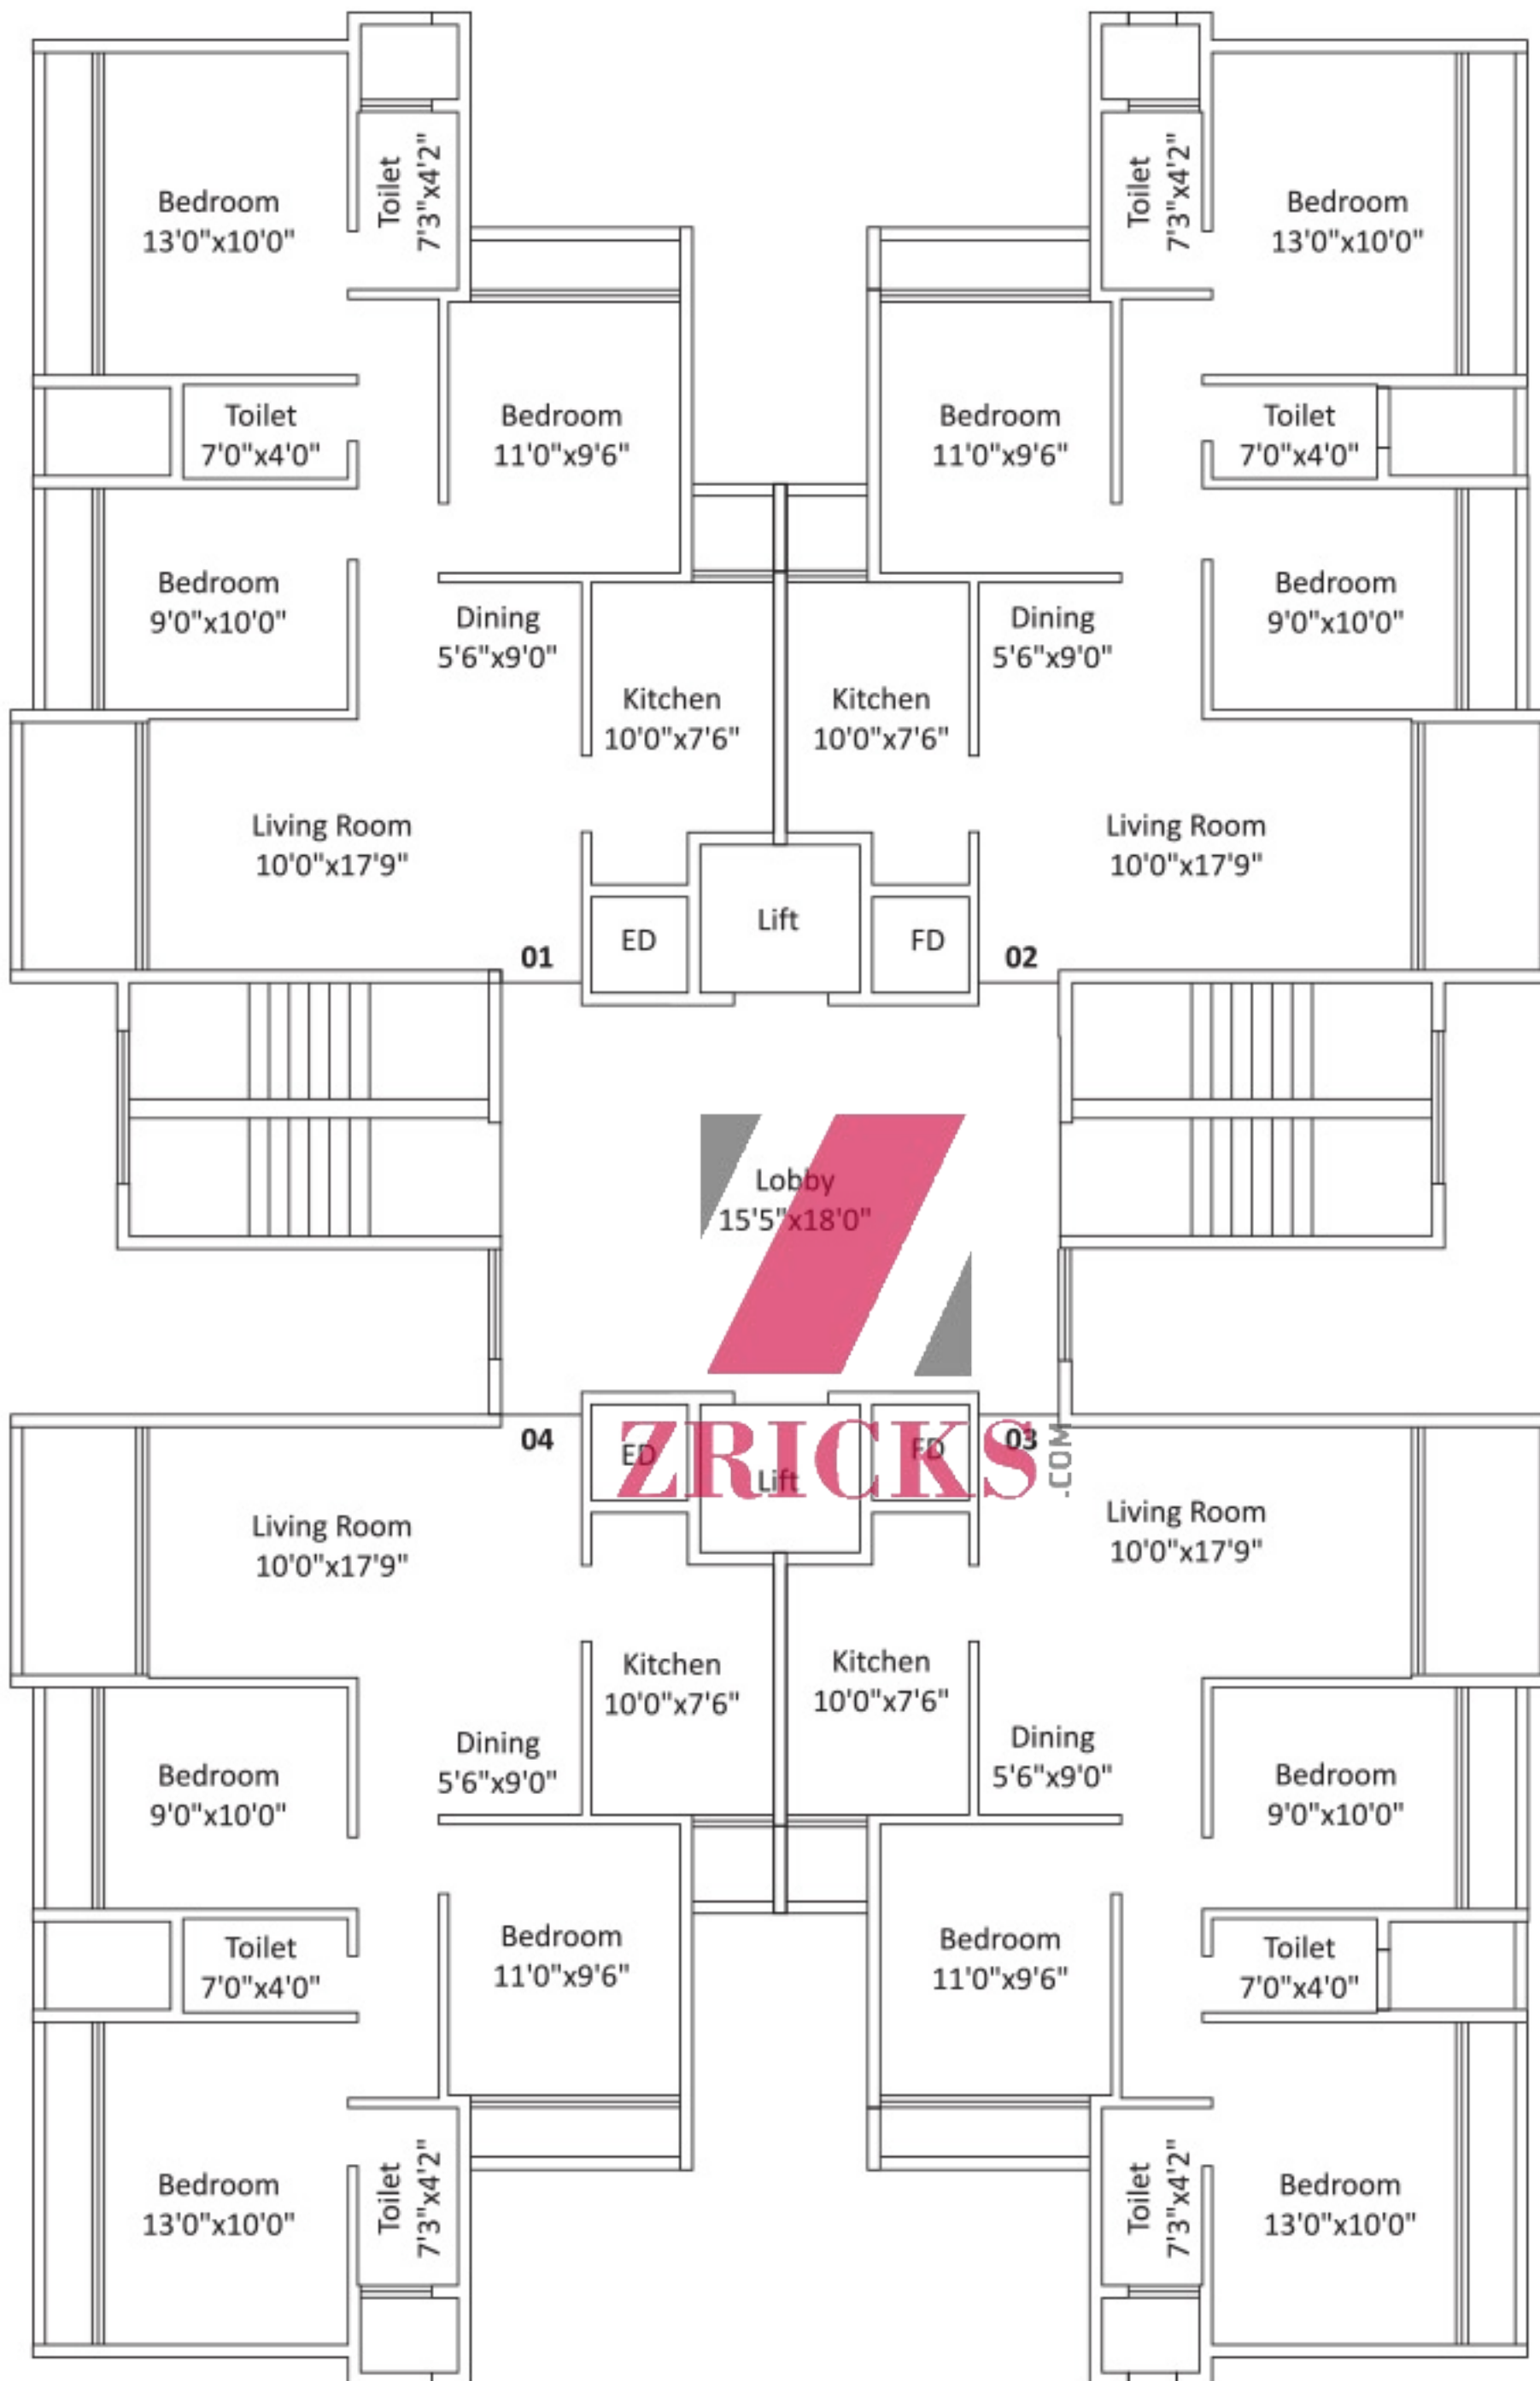 Toilet
7'3"x4'2"
Toilet
7'3"x4'2"
Bedroom
13'0"x10'0"
Bedroom
13'0"x10'0"
Toilet
7'0"x4'0"
Bedroom
11'0"x9'6"
Bedroom
11'0"x9'6"
Toilet
7'0"x4'0"
Bedroom
9'0"x10'0"
Dining
5'6"x9'0"
Dining
5'6"x9'0"
Bedroom
9'0"x10'0"
Kitchen
10'0"x7'6"
Kitchen
10'0"x7'6"
Living Room
10'0"x17'9"
Living Room
10'0"x17'9"
01
ED
Lift
FD
02
Lobby
15'5"x18'0"
04
ED
Lift
FD
03
ZRICKS
.COM
Living Room
10'0"x17'9"
Living Room
10'0"x17'9"
Kitchen
10'0"x7'6"
Kitchen
10'0"x7'6"
Bedroom
9'0"x10'0"
Dining
5'6"x9'0"
Dining
5'6"x9'0"
Bedroom
9'0"x10'0"
Toilet
7'0"x4'0"
Bedroom
11'0"x9'6"
Bedroom
11'0"x9'6"
Toilet
7'0"x4'0"
Bedroom
13'0"x10'0"
Toilet
7'3"x4'2"
Toilet
7'3"x4'2"
Bedroom
13'0"x10'0"